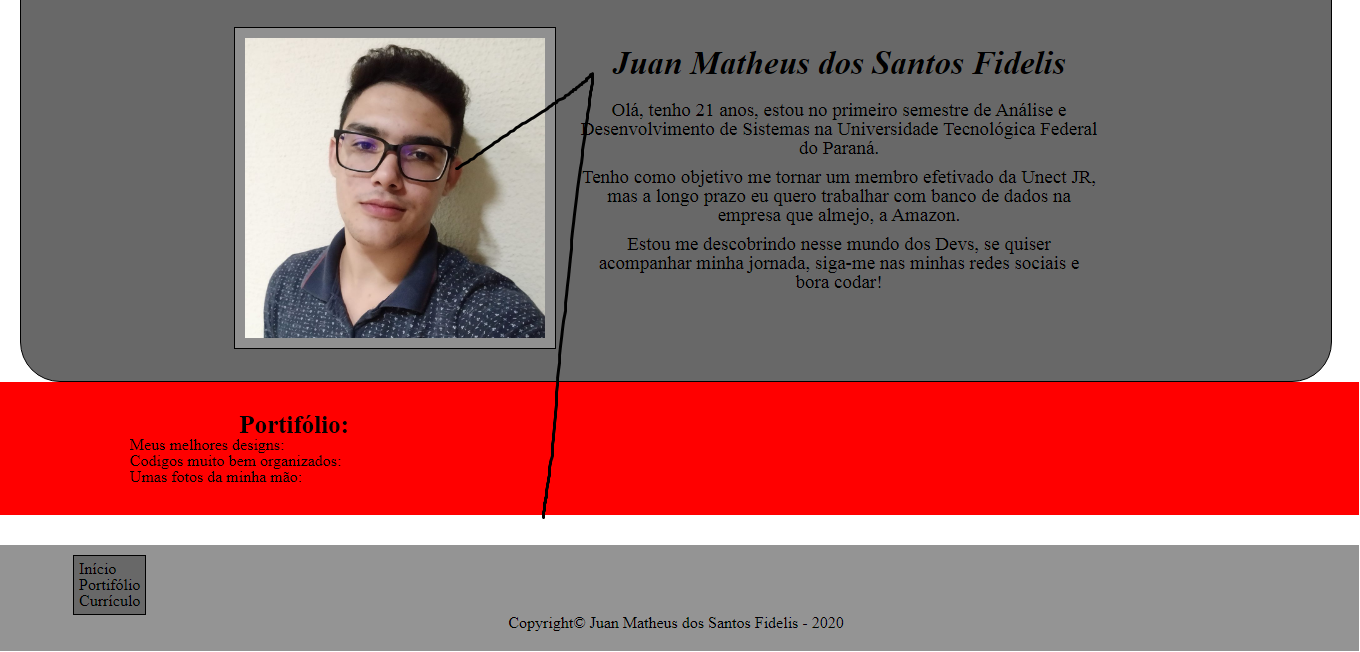 Juan Matheus dos Santos Fidelis
Olá, tenho 21 anos, estou no primeiro semestre de Análise e
Desenvolvimento de Sistemas na Universidade Tecnológica Federal
do Paraná.
Tenho como objetivo me tornar um membro efetivado da Unect JR,
mas a longo prazo eu quero trabalhar com banco de dados na
empresa que almejo, a Amazon.
Estou me descobrindo nesse mundo dos Devs, se quiser
acompanhar minha jornada, siga-me nas minhas redes sociais e
bora codar!
Portifólio:
Meus melhores designs:
Codigos muito bem organizados:
Umas fotos da minha mão:
Início
Portifólio
Currículo
Copyright© Juan Matheus dos Santos Fidelis - 2020